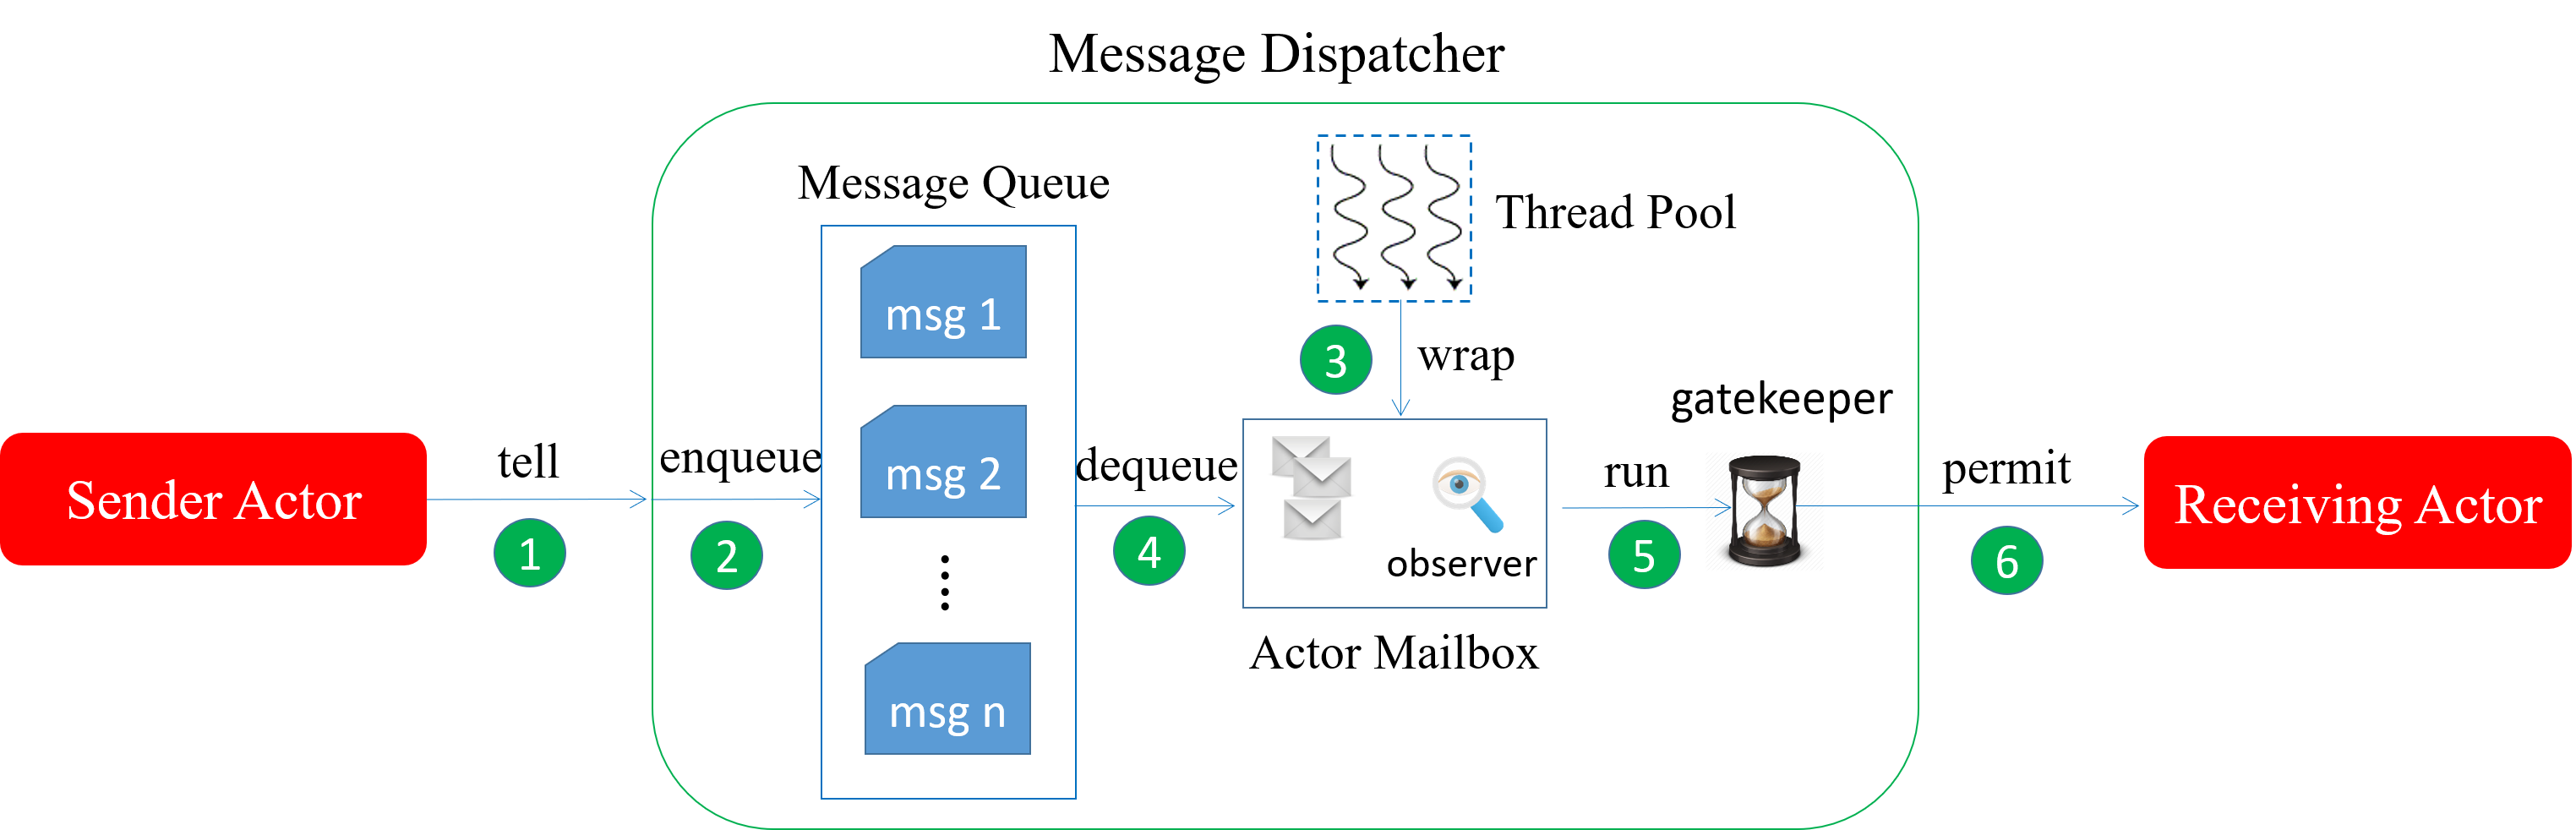 Message Dispatcher
Message Queue
Thread Pool
msg 1
msg 2
msg n
Sender Actor
tell
1
enqueue
2
3
wrap
dequeue
4
observer
Actor Mailbox
run
5
gatekeeper
permit
6
Receiving Actor